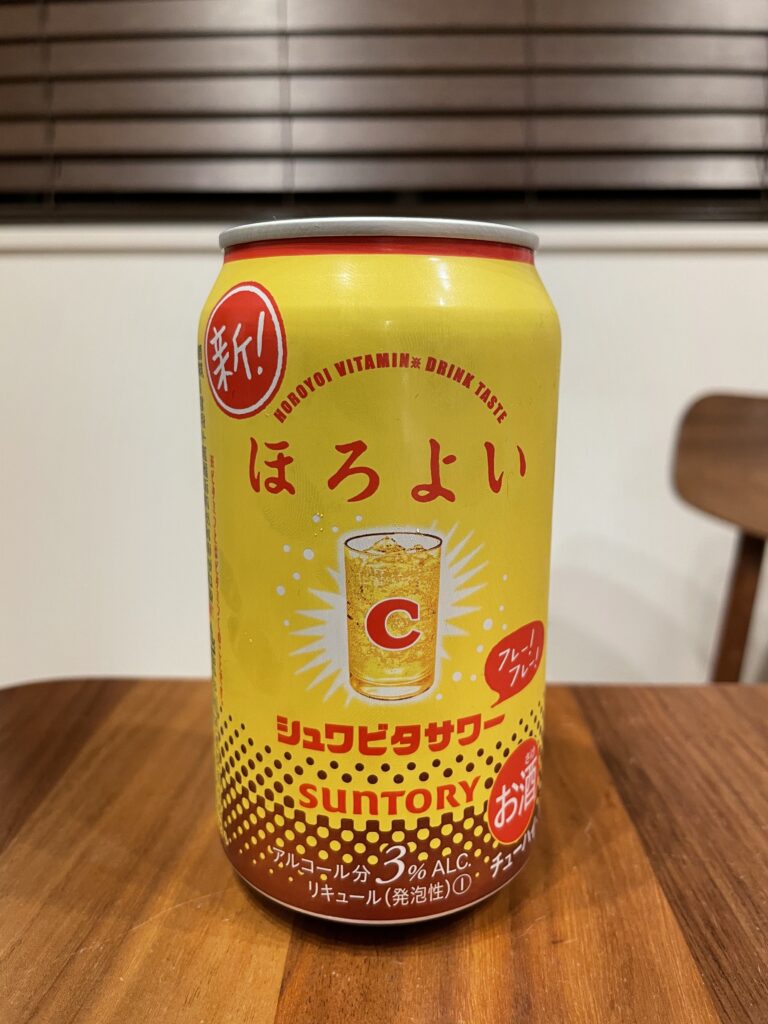 新!
HOROYOI VITAMIN※ DRINK TASTE
ほろよい
C
フレー!
フレー!
シュワビタサワー
SUNTORY
さけ
お酒
チューハイ
アルコール分3%ALC.
リキュール(発泡性)①